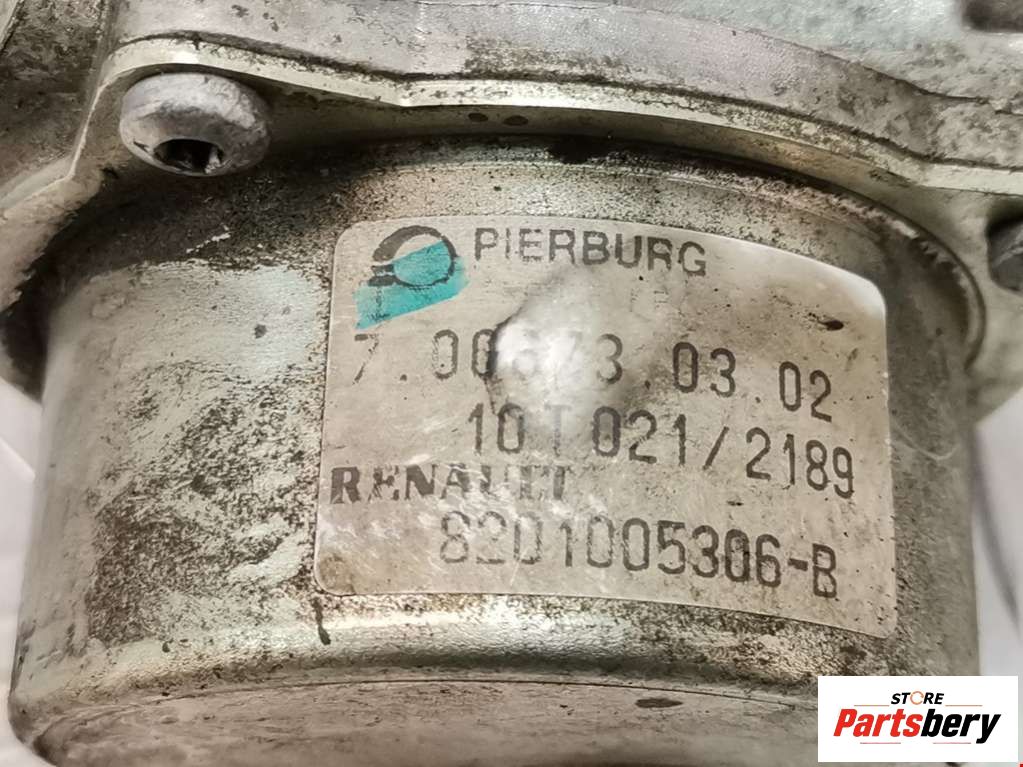 PIERBURG
7.00673.03.02
10T021/2189
RENAULT
8201005306-B
STORE
Partsbery